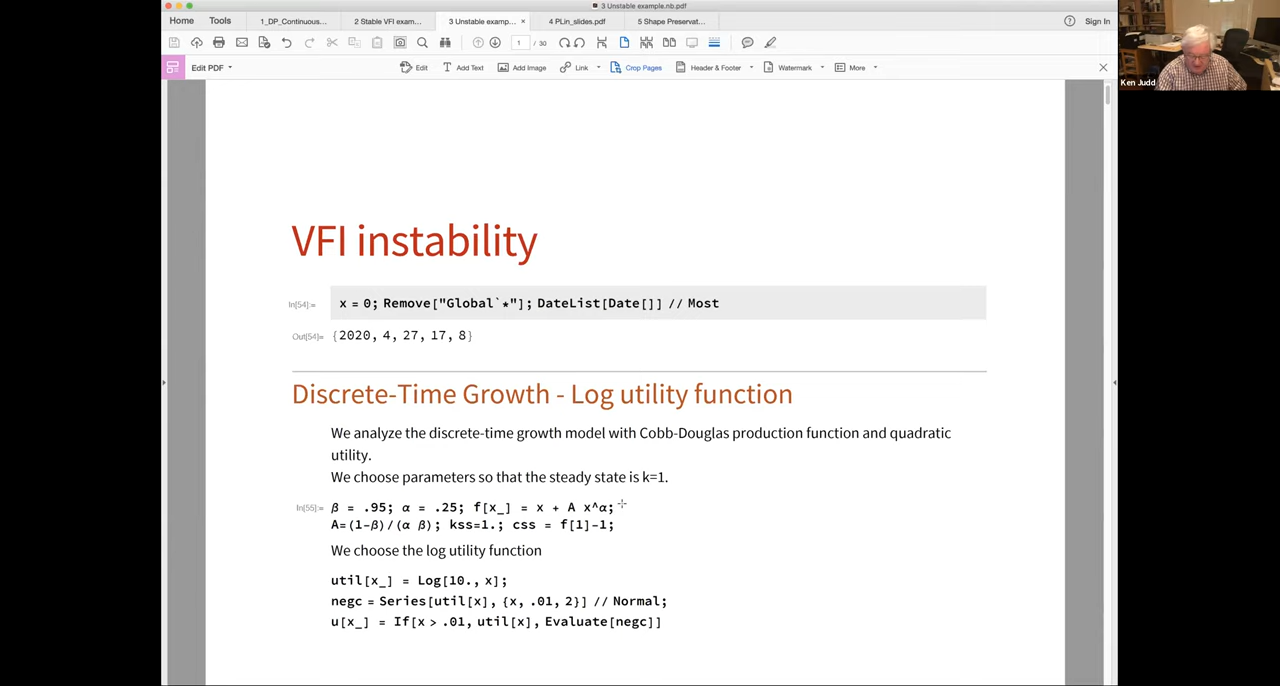 3 Unstable example.nb.pdf
Home Tools 1_DP_Continuous... 2 Stable VFI exam... 3 Unstable examp... × 4 PLin_slides.pdf 5 Shape Preservat... ? Sign In
1 / 30
Edit PDF Edit Add Text Add Image Link Crop Pages Header & Footer Watermark More
Ken Judd
VFI instability
In[54]:= x = 0; Remove["Global`*"]; DateList[Date[]] // Most
Out[54]= {2020, 4, 27, 17, 8}
Discrete-Time Growth - Log utility function
We analyze the discrete-time growth model with Cobb-Douglas production function and quadratic
utility.
We choose parameters so that the steady state is k=1.
In[55]:= β = .95; α = .25; f[x_] = x + A x^α;
A=(1-β)/(α β); kss=1.; css = f[1]-1;
We choose the log utility function
util[x_] = Log[10., x];
negc = Series[util[x], {x, .01, 2}] // Normal;
u[x_] = If[x > .01, util[x], Evaluate[negc]]